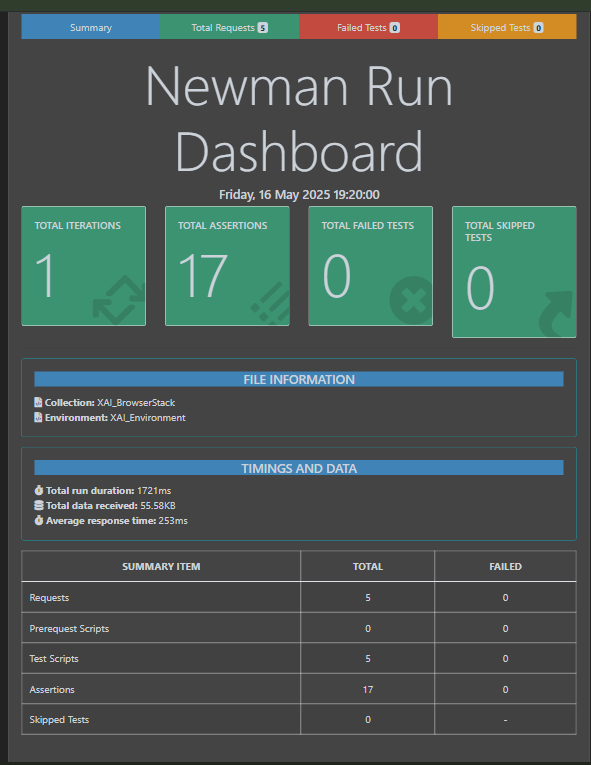 Summary
Total Requests 5
Failed Tests 0
Skipped Tests 0
Newman Run
Dashboard
Friday, 16 May 2025 19:20:00
TOTAL ITERATIONS
1
TOTAL ASSERTIONS
17
TOTAL FAILED TESTS
0
TOTAL SKIPPED
TESTS
0
FILE INFORMATION
Collection: XAI_BrowserStack
Environment: XAI_Environment
TIMINGS AND DATA
Total run duration: 1721ms
Total data received: 55.58KB
Average response time: 253ms
SUMMARY ITEM TOTAL FAILED
Requests 5 0
Prerequest Scripts 0 0
Test Scripts 5 0
Assertions 17 0
Skipped Tests 0 -